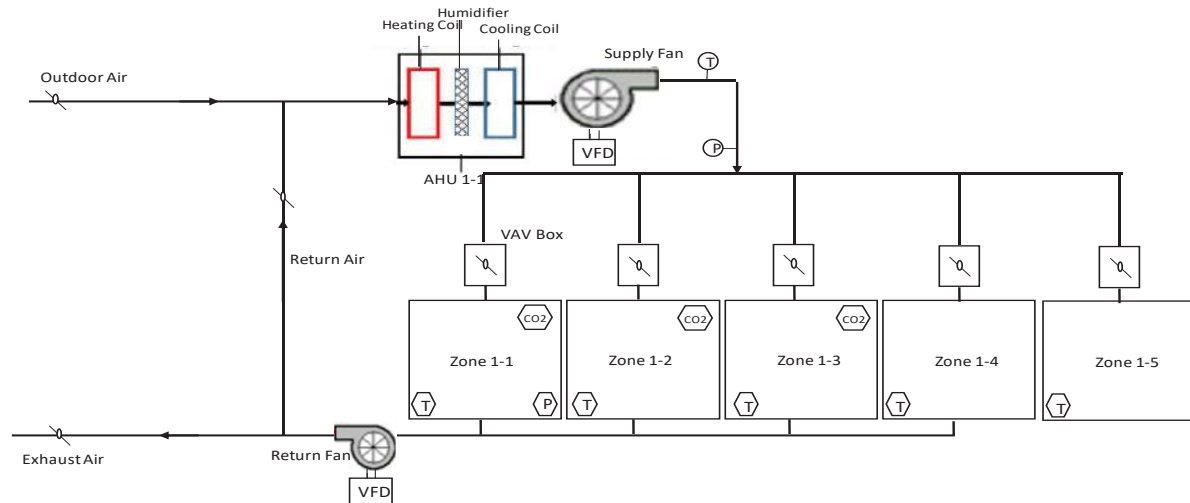 Humidifier
Heating Coil
Cooling Coil
Supply Fan
T
Outdoor Air
VFD
P
AHU 1-1
VAV Box
Return Air
CO2
CO2
CO2
Zone 1-1
Zone 1-2
Zone 1-3
Zone 1-4
Zone 1-5
T
P
T
T
T
T
Exhaust Air
Return Fan
VFD